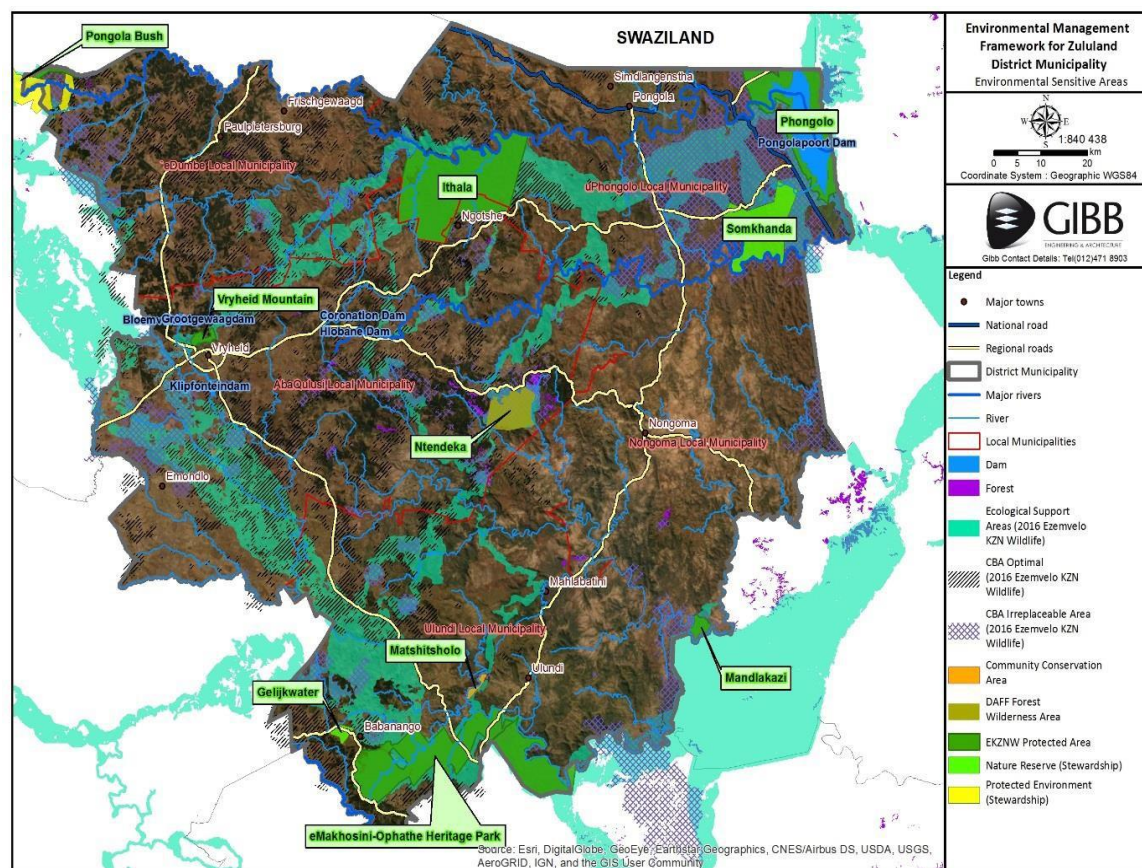 Pongola Bush
SWAZILAND
Simdlangenstha
Pongola
Frischgewaagd
Paulpietersburg
eDumbe Local Municipality
Phongolo
Pongolapoort Dam
Ithala
uPhongolo Local Municipality
Ngotshe
Somkhanda
Vryheid Mountain
Grootgewaagdam
Coronation Dam
Hlobane Dam
Vryheid
Klipfonteindam
AbaQulusi Local Municipality
Ntendeka
Nongoma
Nongoma Local Municipality
Emondlo
Mahlabatini
Ulundi Local Municipality
Matshitsholo
Ulundi
Mandlakazi
Gelijkwater
Babanango
eMakhosini-Ophathe Heritage Park
Source: Esri, DigitalGlobe, GeoEye, Earthstar Geographics, CNES/Airbus DS, USDA, USGS,
AeroGRID, IGN, and the GIS User Community
Environmental Management
Framework for Zululand
District Municipality
Environmental Sensitive Areas
N
W E
S
1:840 438
0 5 10 20
km
Coordinate System : Geographic WGS84
GIBB
ENGINEERING & ARCHITECTURE
Gibb Contact Details: Tel(012)471 8903
Legend
Major towns
National road
Regional roads
District Municipality
Major rivers
River
Local Municipalities
Dam
Forest
Ecological Support
Areas (2016 Ezemvelo
KZN Wildlife)
CBA Optimal
(2016 Ezemvelo KZN
Wildlife)
CBA Irreplaceable Area
(2016 Ezemvelo KZN
Wildlife)
Community Conservation
Area
DAFF Forest
Wilderness Area
EKZNW Protected Area
Nature Reserve (Stewardship)
Protected Environment
(Stewardship)